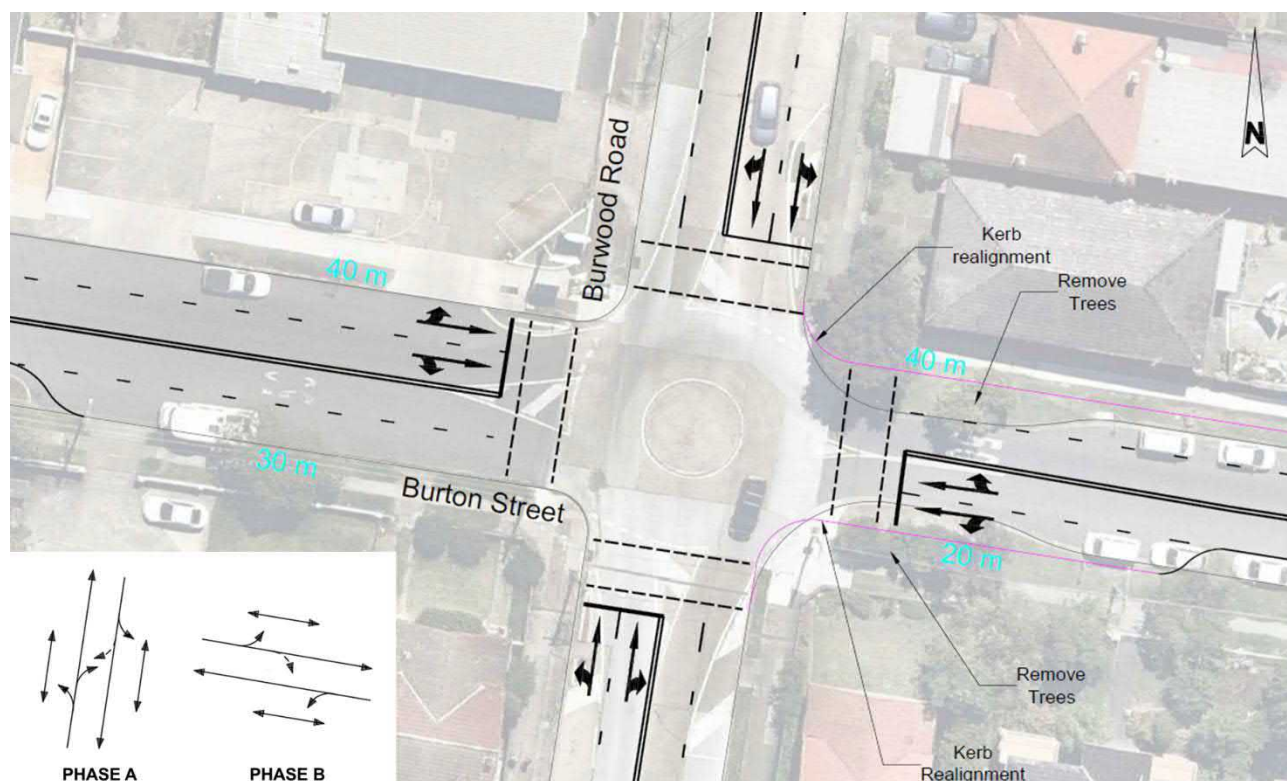 N
Burwood Road
Kerb
realignment
Remove
Trees
40 m
40 m
30 m
Burton Street
20 m
Remove
Trees
Kerb
Realignment
PHASE A
PHASE B